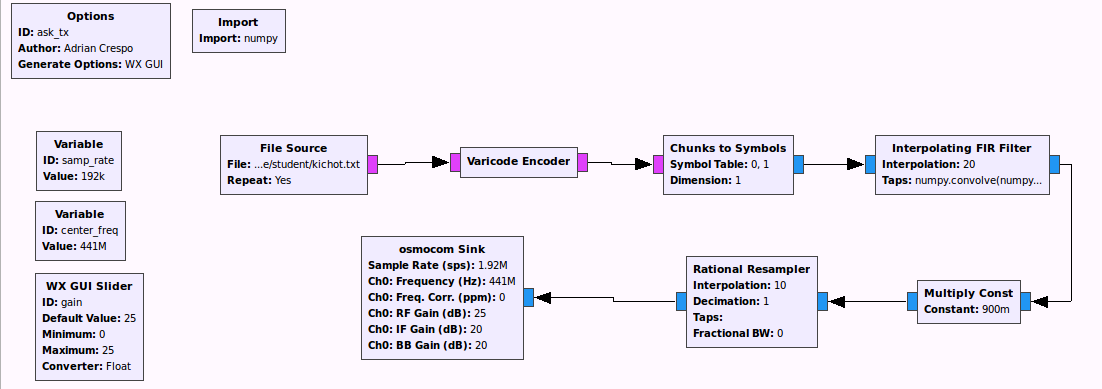 Options
ID: ask_tx
Author: Adrian Crespo
Generate Options: WX GUI
Import
Import: numpy
Variable
ID: samp_rate
Value: 192k
Variable
ID: center_freq
Value: 441M
WX GUI Slider
ID: gain
Default Value: 25
Minimum: 0
Maximum: 25
Converter: Float
File Source
File: ...e/student/kichot.txt
Repeat: Yes
Varicode Encoder
Chunks to Symbols
Symbol Table: 0, 1
Dimension: 1
Interpolating FIR Filter
Interpolation: 20
Taps: numpy.convolve(numpy...
osmocom Sink
Sample Rate (sps): 1.92M
Ch0: Frequency (Hz): 441M
Ch0: Freq. Corr. (ppm): 0
Ch0: RF Gain (dB): 25
Ch0: IF Gain (dB): 20
Ch0: BB Gain (dB): 20
Rational Resampler
Interpolation: 10
Decimation: 1
Taps:
Fractional BW: 0
Multiply Const
Constant: 900m